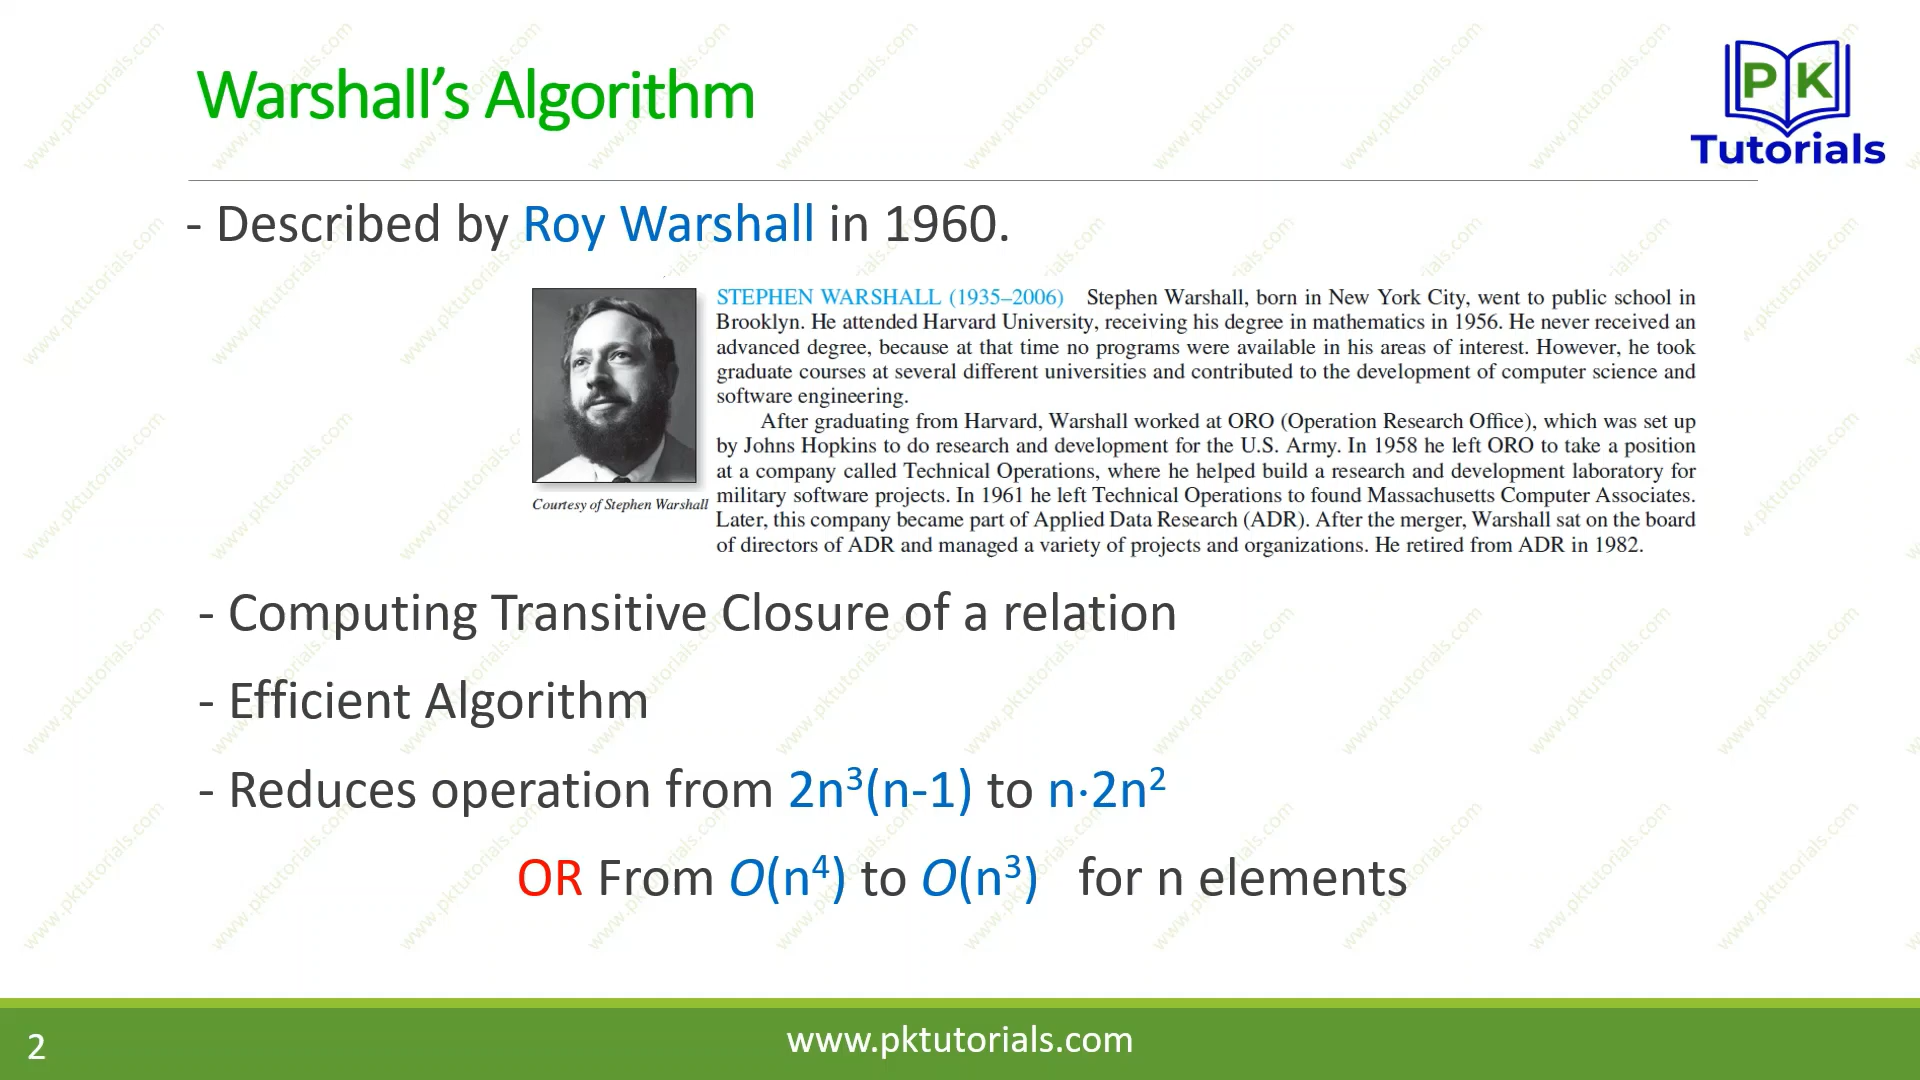 Warshall’s Algorithm
P K
Tutorials
- Described by Roy Warshall in 1960.
STEPHEN WARSHALL (1935–2006) Stephen Warshall, born in New York City, went to public school in
Brooklyn. He attended Harvard University, receiving his degree in mathematics in 1956. He never received an
advanced degree, because at that time no programs were available in his areas of interest. However, he took
graduate courses at several different universities and contributed to the development of computer science and
software engineering.
After graduating from Harvard, Warshall worked at ORO (Operation Research Office), which was set up
by Johns Hopkins to do research and development for the U.S. Army. In 1958 he left ORO to take a position
at a company called Technical Operations, where he helped build a research and development laboratory for
military software projects. In 1961 he left Technical Operations to found Massachusetts Computer Associates.
Later, this company became part of Applied Data Research (ADR). After the merger, Warshall sat on the board
of directors of ADR and managed a variety of projects and organizations. He retired from ADR in 1982.
Courtesy of Stephen Warshall
- Computing Transitive Closure of a relation
- Efficient Algorithm
- Reduces operation from 2n³(n-1) to n·2n²
OR From O(n⁴) to O(n³) for n elements
2
www.pktutorials.com